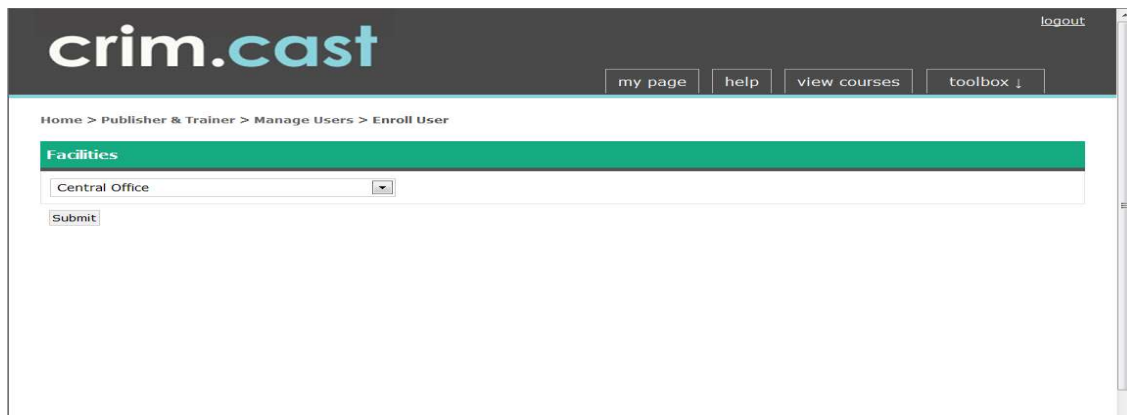 logout
crim.cast
my page help view courses toolbox ↓
Home > Publisher & Trainer > Manage Users > Enroll User
Facilities
Central Office
Submit